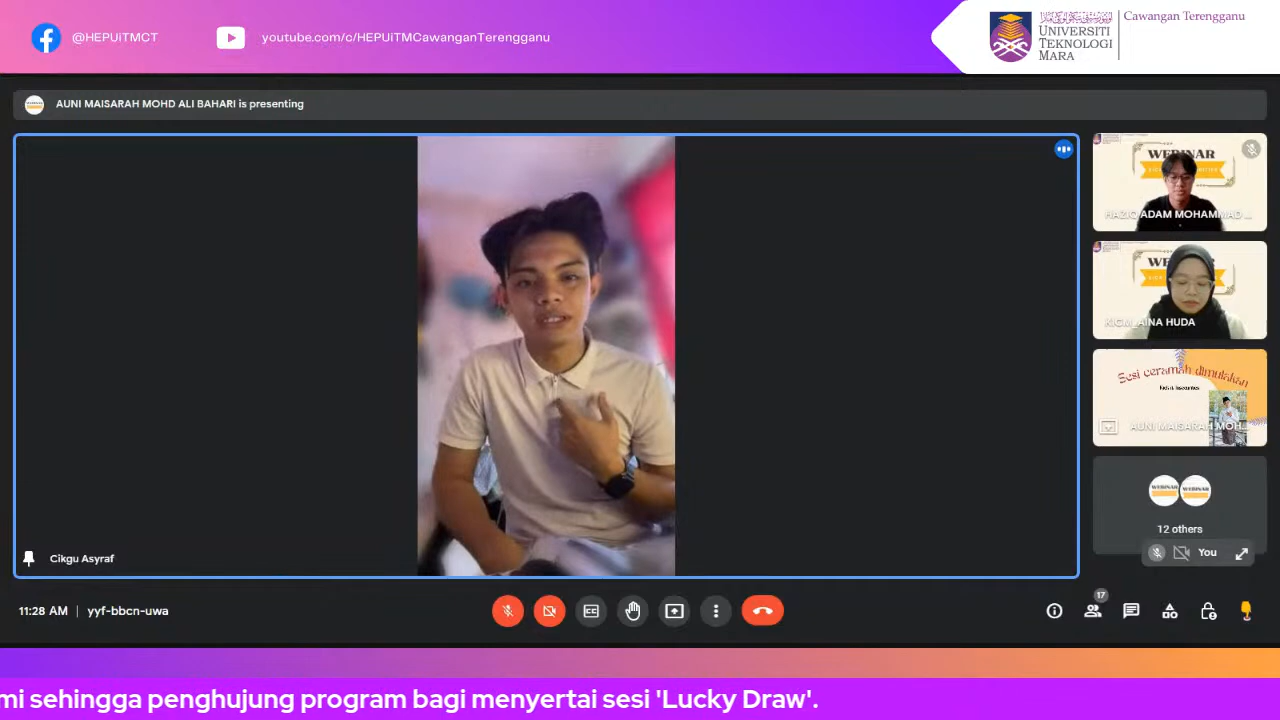 @HEPUiTMCT
youtube.com/c/HEPUiTMCawanganTerengganu
UNIVERSITI
TEKNOLOGI
MARA
Cawangan Terengganu
AUNI MAISARAH MOHD ALI BAHARI is presenting
WEBINAR
HAZIQ ADAM MOHAMMAD ...
KIGM_AINA HUDA
Sesi ceramah dimulakan
AUNI MAISARAH MOH...
WEBINAR
WEBINAR
12 others
You
Cikgu Asyraf
11:28 AM | yyf-bbcn-uwa
CC
17
mi sehingga penghujung program bagi menyertai sesi 'Lucky Draw'.